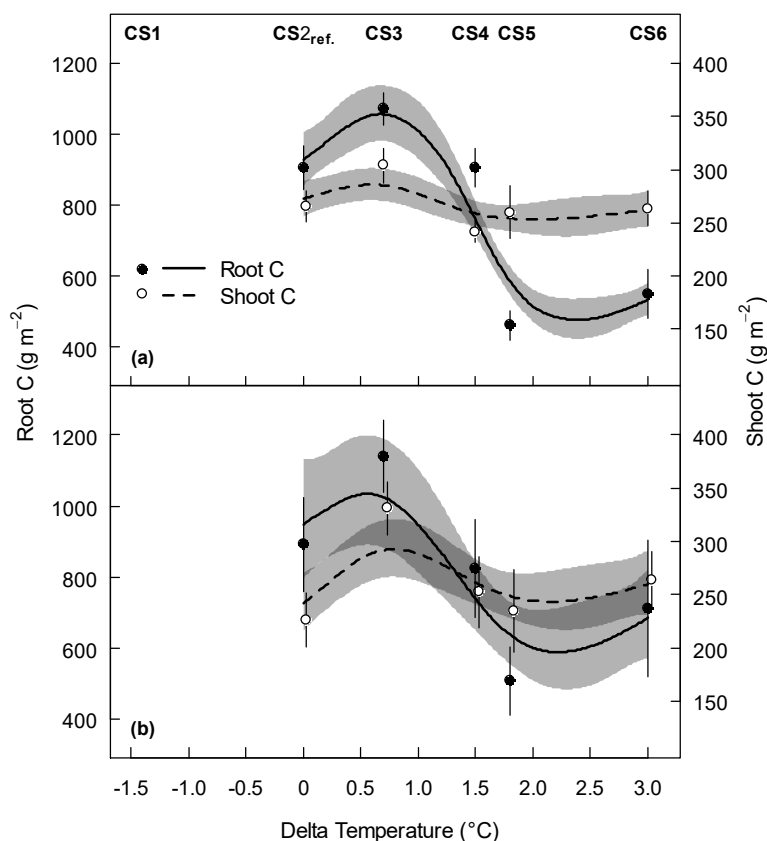 CS1 CS2ref. CS3 CS4 CS5 CS6
1200
1000
800
600
400
400
350
300
250
200
150
Root C
Shoot C
(a)
Root C (g m−2)
Shoot C (g m−2)
1200
1000
800
600
400
400
350
300
250
200
150
(b)
-1.5 -1.0 -0.5 0 0.5 1.0 1.5 2.0 2.5 3.0
Delta Temperature (°C)